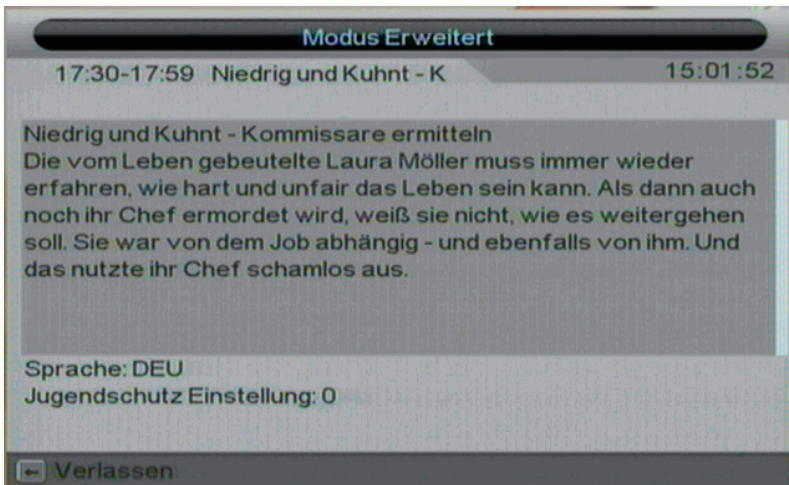 Modus Erweitert
17:30-17:59 Niedrig und Kuhnt - K
15:01:52
Niedrig und Kuhnt - Kommissare ermitteln
Die vom Leben gebeutelte Laura Möller muss immer wieder
erfahren, wie hart und unfair das Leben sein kann. Als dann auch
noch ihr Chef ermordet wird, weiß sie nicht, wie es weitergehen
soll. Sie war von dem Job abhängig - und ebenfalls von ihm. Und
das nutzte ihr Chef schamlos aus.
Sprache: DEU
Jugendschutz Einstellung: 0
Verlassen